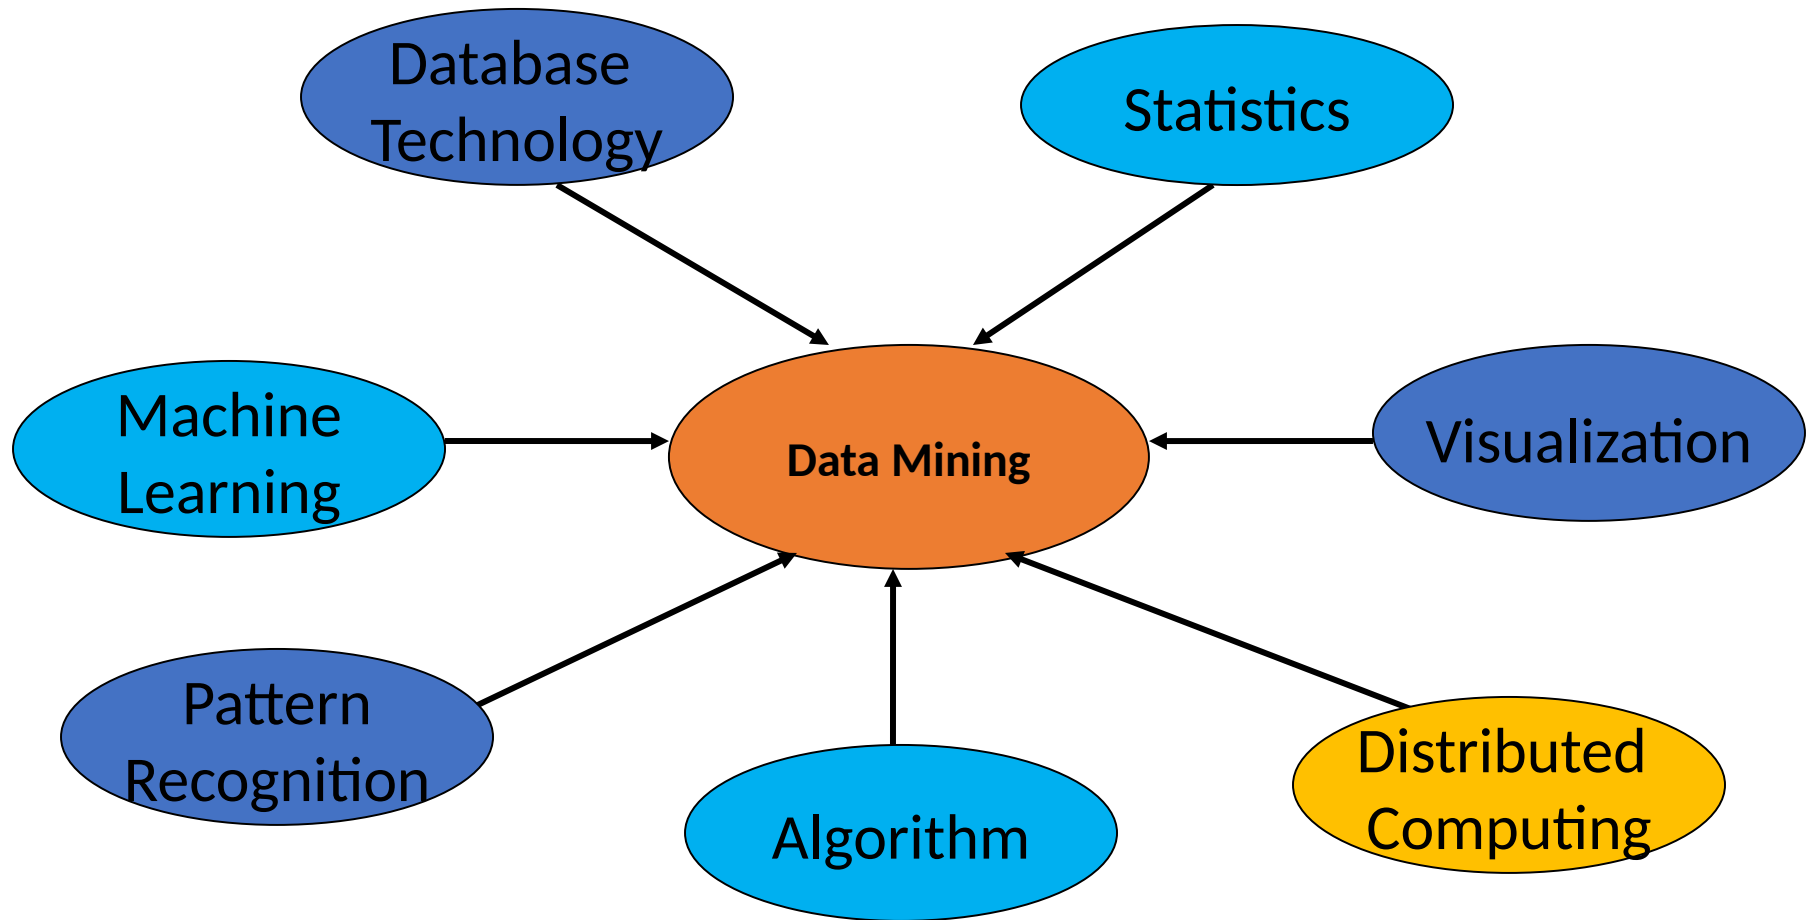 Database
Technology
Statistics
Machine
Learning
Data Mining
Visualization
Pattern
Recognition
Algorithm
Distributed
Computing